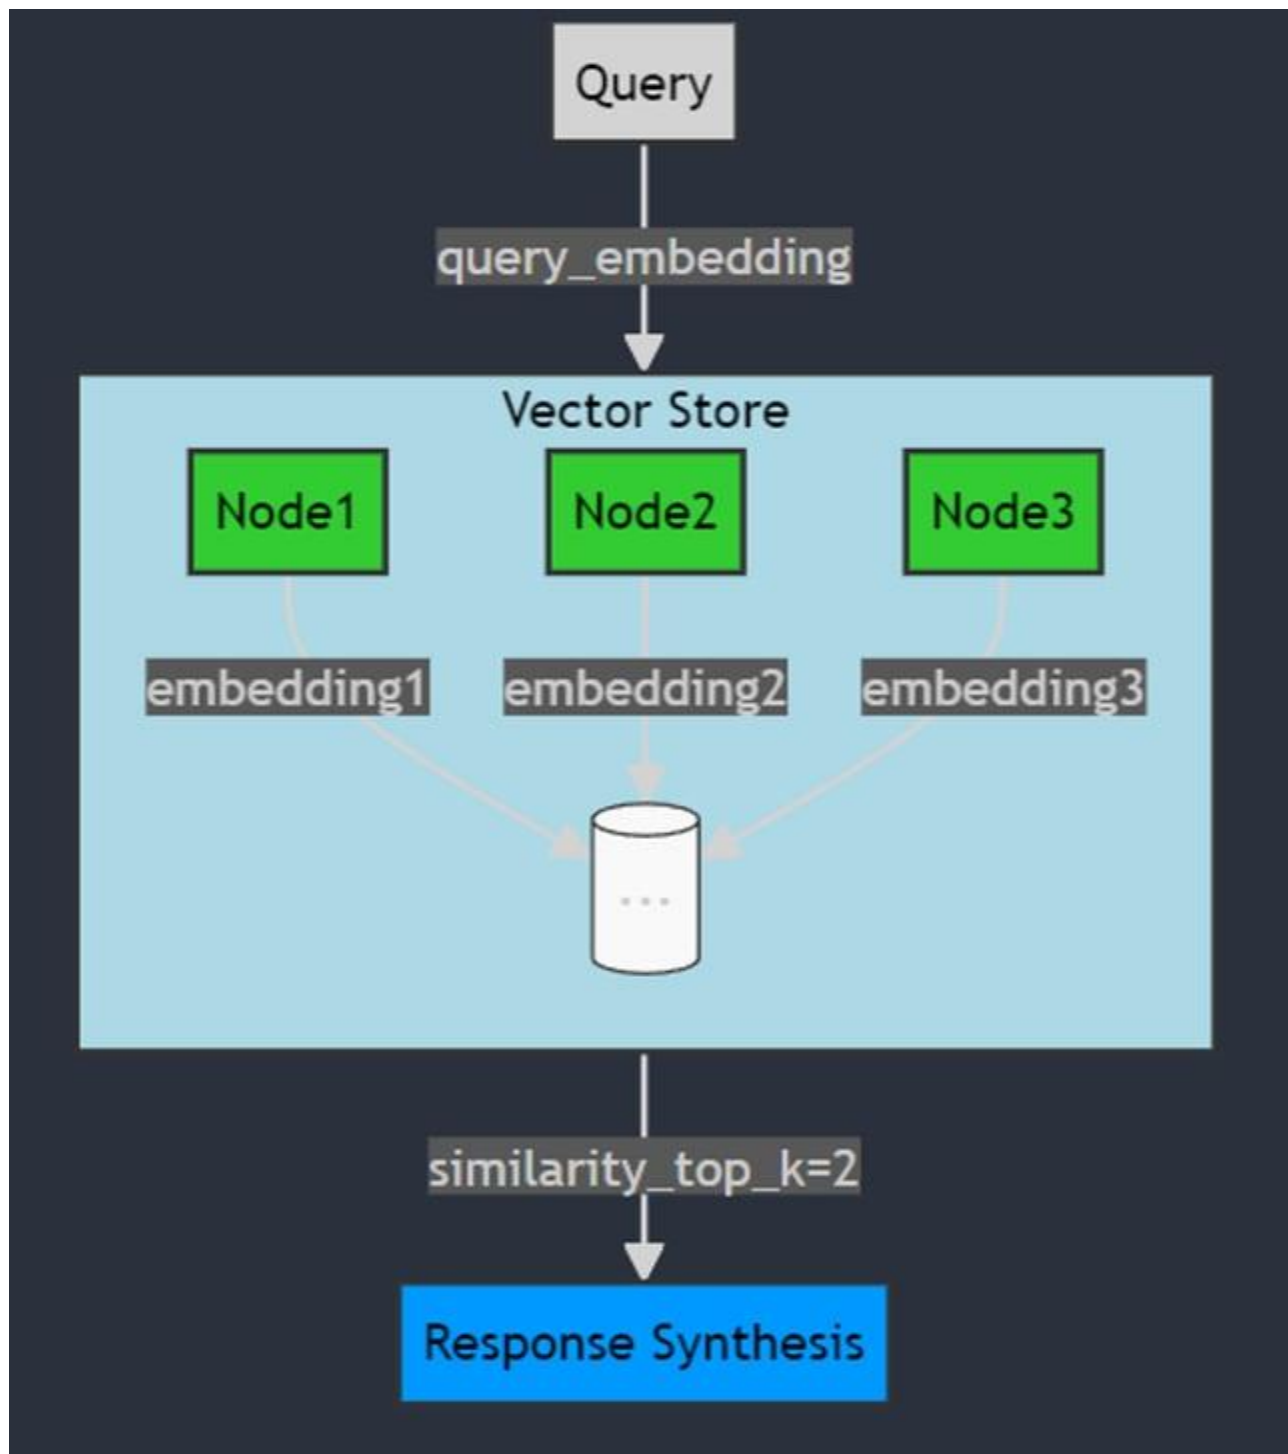 Query
query_embedding
Vector Store
Node1 Node2 Node3
embedding1 embedding2 embedding3
...
similarity_top_k=2
Response Synthesis